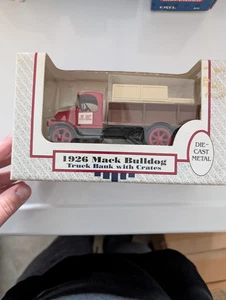 1926 Mack Bulldog
Truck Bank with Crates
DIE-
CAST
METAL